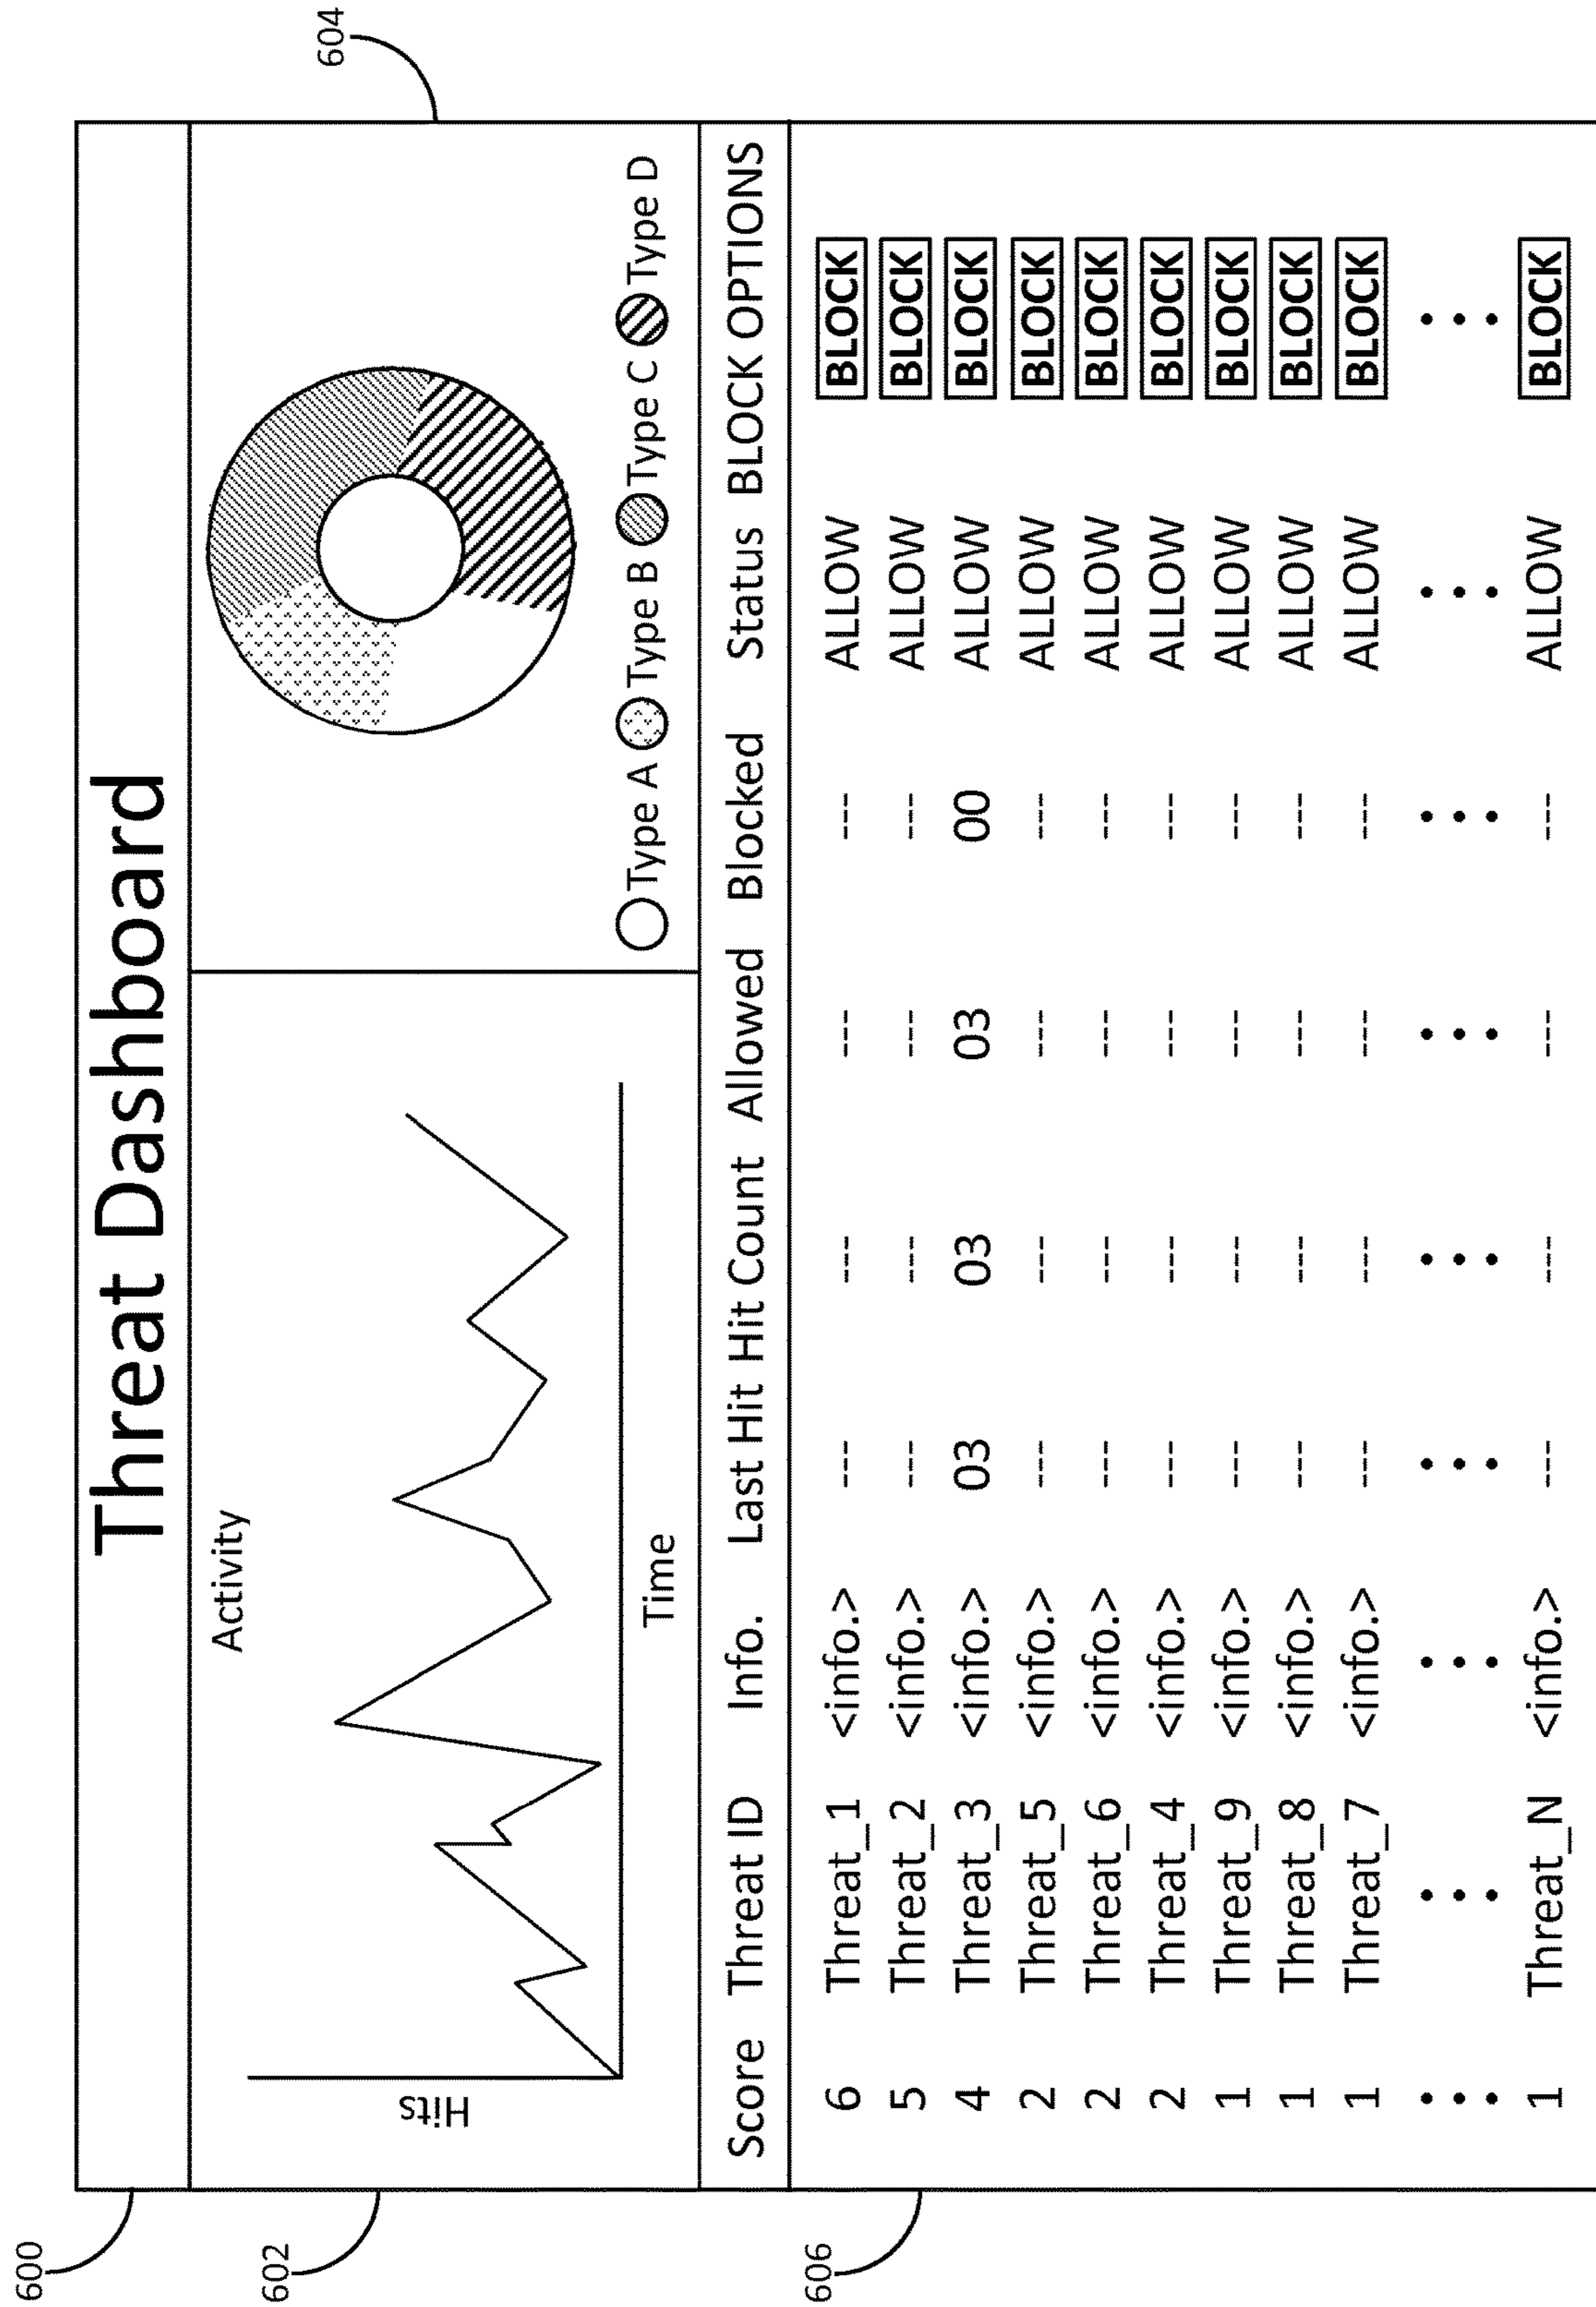 600
Threat Dashboard
602
Activity
Hits
Time
604
Type A Type B Type C Type D
606
Score Threat ID Info. Last Hit Hit Count Allowed Blocked Status BLOCK OPTIONS
6 Threat_1 <info.> --- --- --- --- ALLOW BLOCK
5 Threat_2 <info.> --- --- --- --- ALLOW BLOCK
4 Threat_3 <info.> 03 03 03 00 ALLOW BLOCK
2 Threat_5 <info.> --- --- --- --- ALLOW BLOCK
2 Threat_6 <info.> --- --- --- --- ALLOW BLOCK
2 Threat_4 <info.> --- --- --- --- ALLOW BLOCK
1 Threat_9 <info.> --- --- --- --- ALLOW BLOCK
1 Threat_8 <info.> --- --- --- --- ALLOW BLOCK
1 Threat_7 <info.> --- --- --- --- ALLOW BLOCK
••• ••• ••• ••• ••• ••• ••• ••• •••
1 Threat_N <info.> --- --- --- --- ALLOW BLOCK